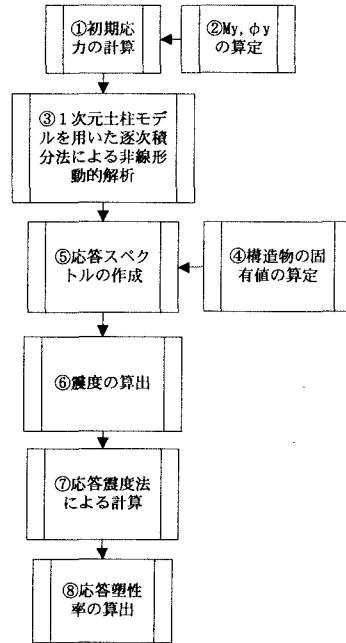 ①初期応
力の計算
②My, φy
の算定
③１次元土柱モデ
ルを用いた逐次積
分法による非線形
動的解析
⑤応答スペク
トルの作成
④構造物の固
有値の算定
⑥震度の算出
⑦応答震度法
による計算
⑧応答塑性
率の算出